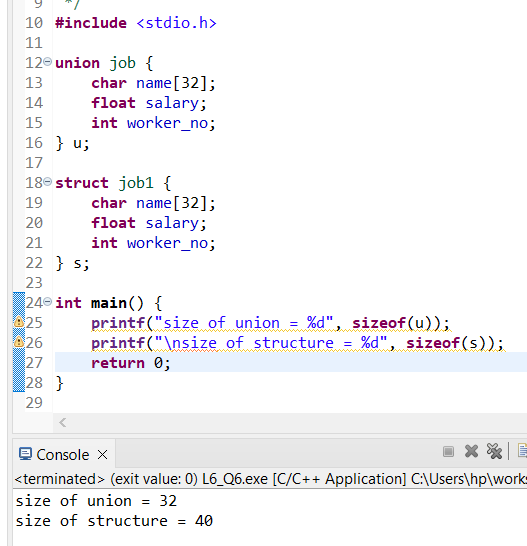 9 */
10 #include <stdio.h>
11
12 union job {
13     char name[32];
14     float salary;
15     int worker_no;
16 } u;
17
18 struct job1 {
19     char name[32];
20     float salary;
21     int worker_no;
22 } s;
23
24 int main() {
25     printf("size of union = %d", sizeof(u));
26     printf("\nsize of structure = %d", sizeof(s));
27     return 0;
28 }
29
Console
<terminated> (exit value: 0) L6_Q6.exe [C/C++ Application] C:\Users\hp\works
size of union = 32
size of structure = 40